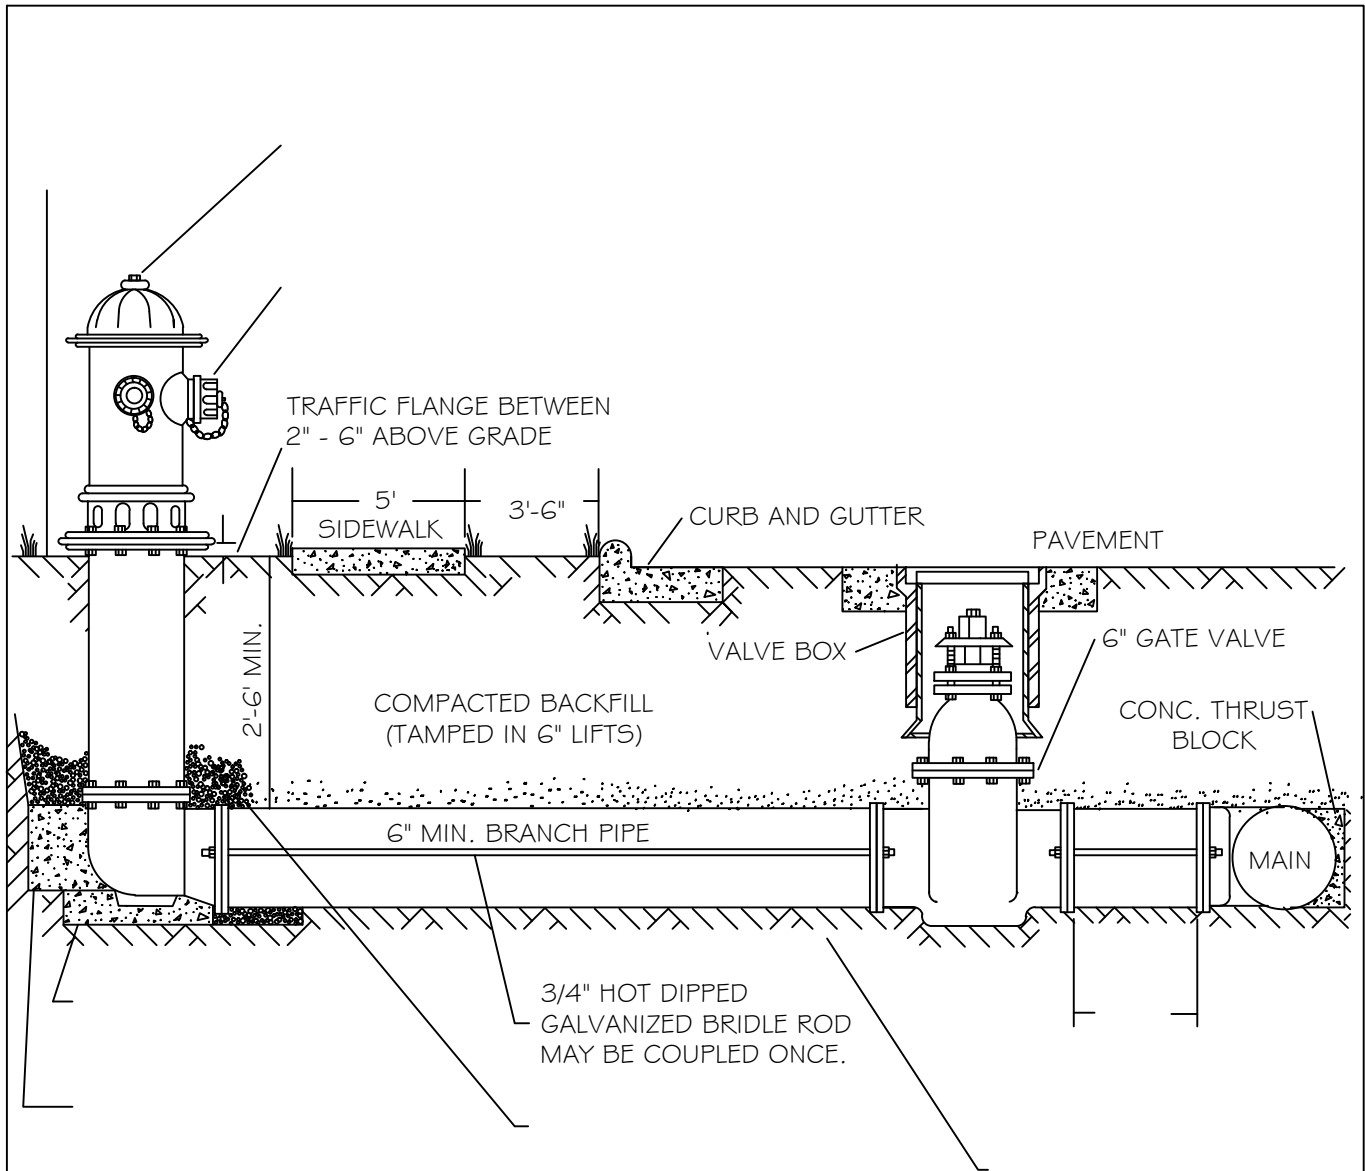 TRAFFIC FLANGE BETWEEN
2" - 6" ABOVE GRADE
5'
SIDEWALK
3'-6"
CURB AND GUTTER
PAVEMENT
2'-6' MIN.
VALVE BOX
6" GATE VALVE
COMPACTED BACKFILL
(TAMPED IN 6" LIFTS)
CONC. THRUST
BLOCK
6" MIN. BRANCH PIPE
MAIN
3/4" HOT DIPPED
GALVANIZED BRIDLE ROD
MAY BE COUPLED ONCE.